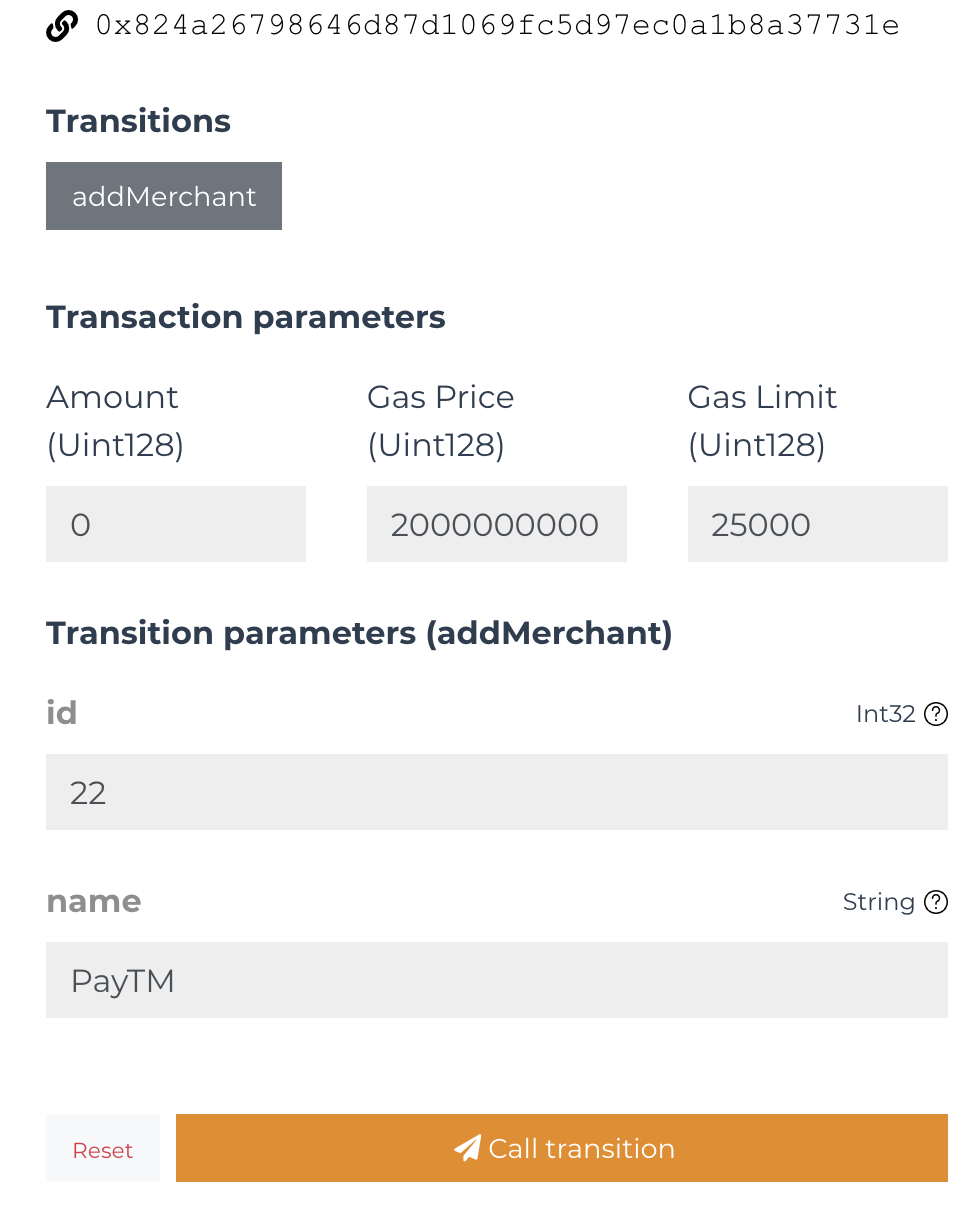 0x824a26798646d87d1069fc5d97ec0a1b8a37731e
Transitions
addMerchant
Transaction parameters
Amount (Uint128)
Gas Price (Uint128)
Gas Limit (Uint128)
0
2000000000
25000
Transition parameters (addMerchant)
id
Int32
22
name
String
PayTM
Reset
Call transition